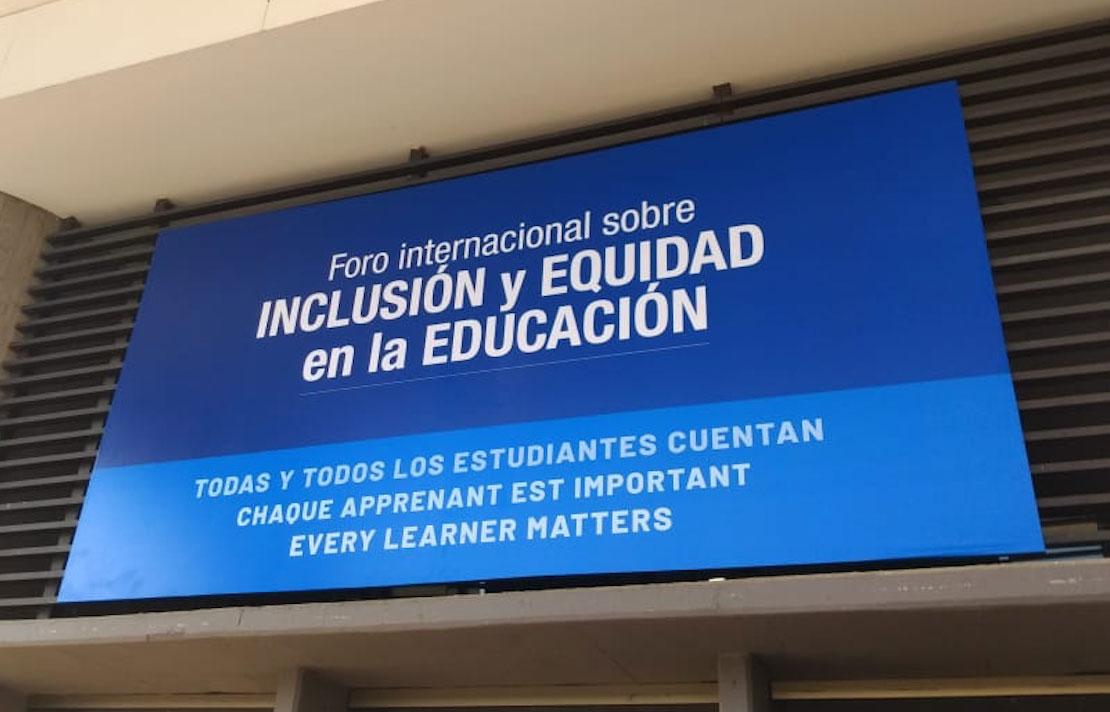 Foro internacional sobre
INCLUSIÓN y EQUIDAD
en la EDUCACIÓN
TODAS Y TODOS LOS ESTUDIANTES CUENTAN
CHAQUE APPRENANT EST IMPORTANT
EVERY LEARNER MATTERS